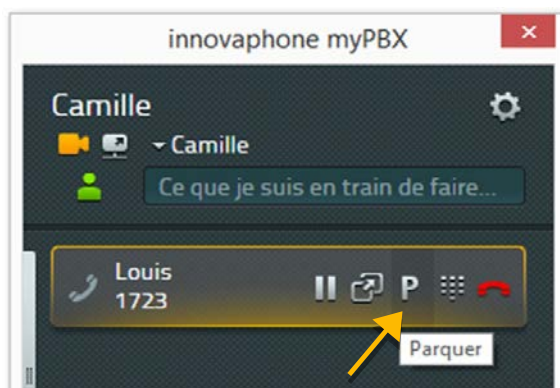 innovaphone myPBX
Camille
Camille
Ce que je suis en train de faire...
Louis
1723
P
Parquer